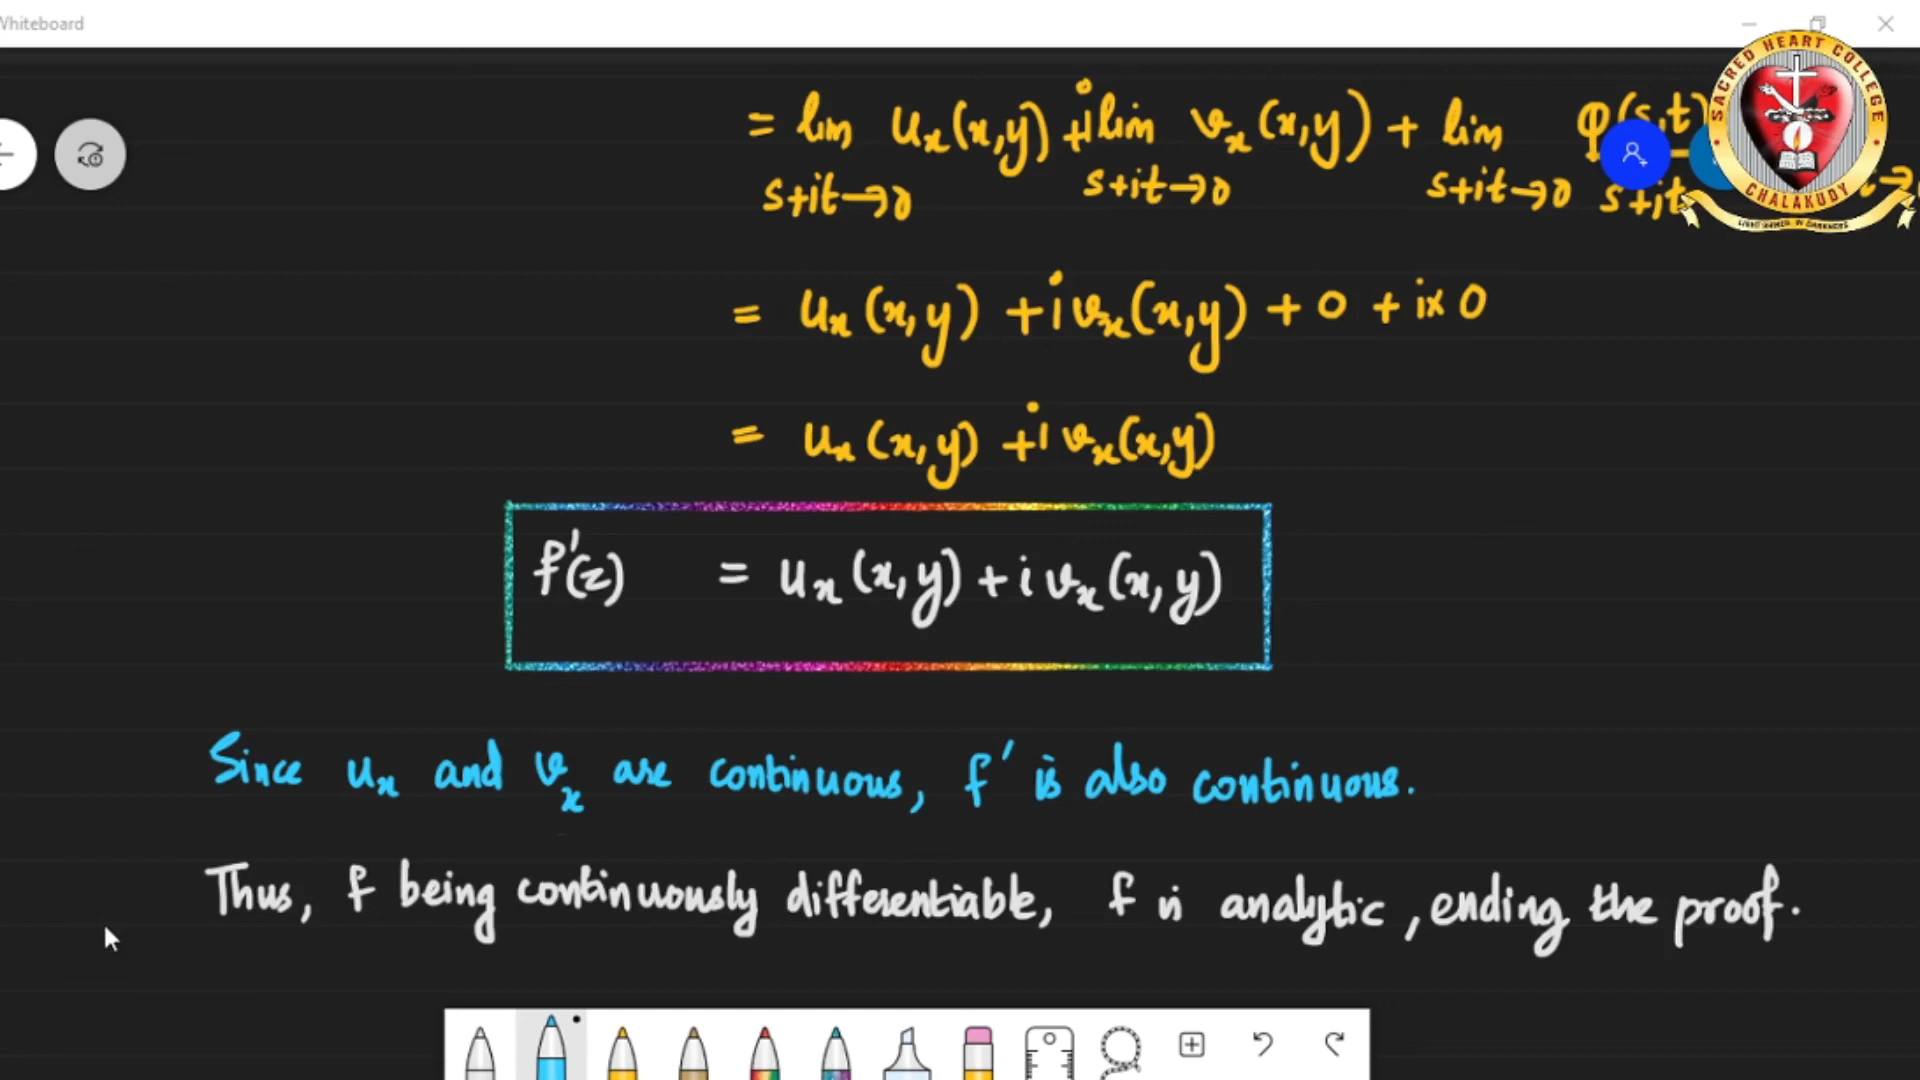 Whiteboard
SACRED HEART COLLEGE
CHALAKUDY
= lim u_x(x,y) + i lim v_x(x,y) + lim φ(s,t)
s+it→0 s+it→0 s+it→0 s+it
= u_x(x,y) + i v_x(x,y) + 0 + i×0
= u_x(x,y) + i v_x(x,y)
f'(z) = u_x(x,y) + i v_x(x,y)
Since u_x and v_x are continuous, f' is also continuous.
Thus, f being continuously differentiable, f is analytic, ending the proof.